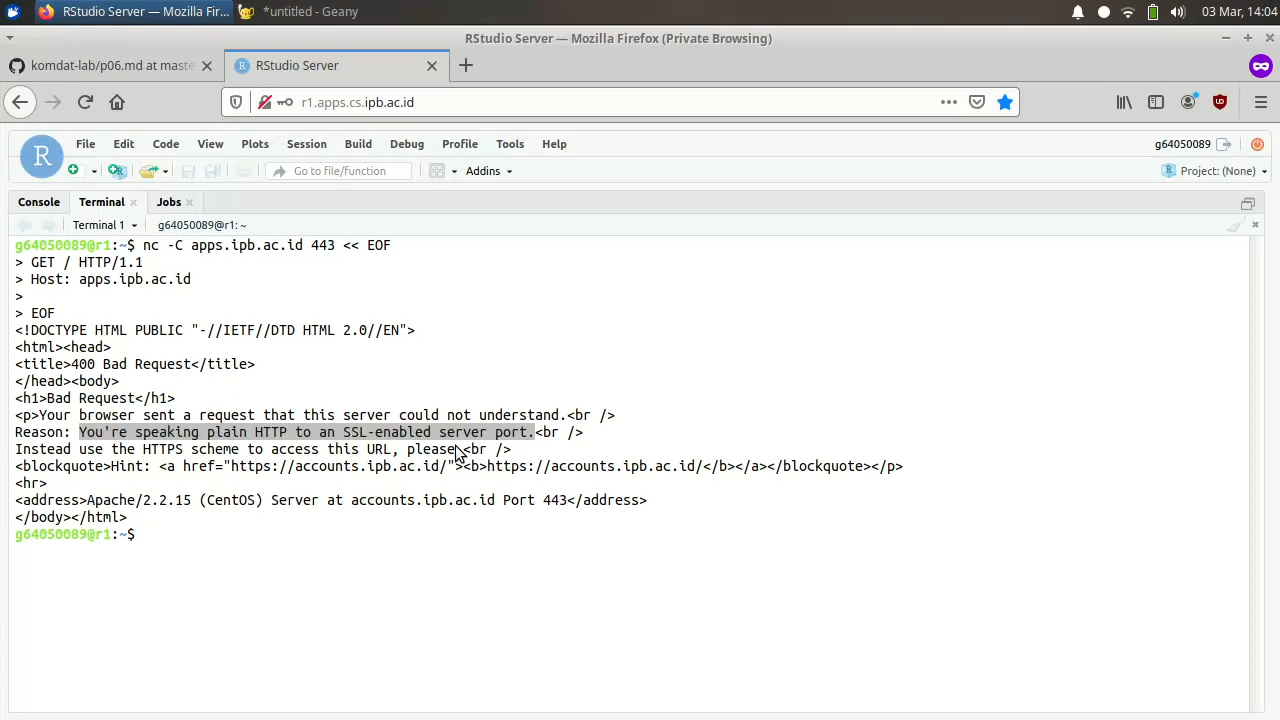 RStudio Server — Mozilla Fir...
*untitled - Geany
03 Mar, 14:04
RStudio Server — Mozilla Firefox (Private Browsing)
komdat-lab/p06.md at maste
RStudio Server
r1.apps.cs.ipb.ac.id
File Edit Code View Plots Session Build Debug Profile Tools Help
g64050089
R
Go to file/function
Addins
Project: (None)
Console Terminal Jobs
Terminal 1
g64050089@r1: ~
g64050089@r1:~$ nc -C apps.ipb.ac.id 443 << EOF
> GET / HTTP/1.1
> Host: apps.ipb.ac.id
>
> EOF
<!DOCTYPE HTML PUBLIC "-//IETF//DTD HTML 2.0//EN">
<html><head>
<title>400 Bad Request</title>
</head><body>
<h1>Bad Request</h1>
<p>Your browser sent a request that this server could not understand.<br />
Reason: You're speaking plain HTTP to an SSL-enabled server port.<br />
Instead use the HTTPS scheme to access this URL, please.<br />
<blockquote>Hint: <a href="https://accounts.ipb.ac.id/"><b>https://accounts.ipb.ac.id/</b></a></blockquote></p>
<hr>
<address>Apache/2.2.15 (CentOS) Server at accounts.ipb.ac.id Port 443</address>
</body></html>
g64050089@r1:~$